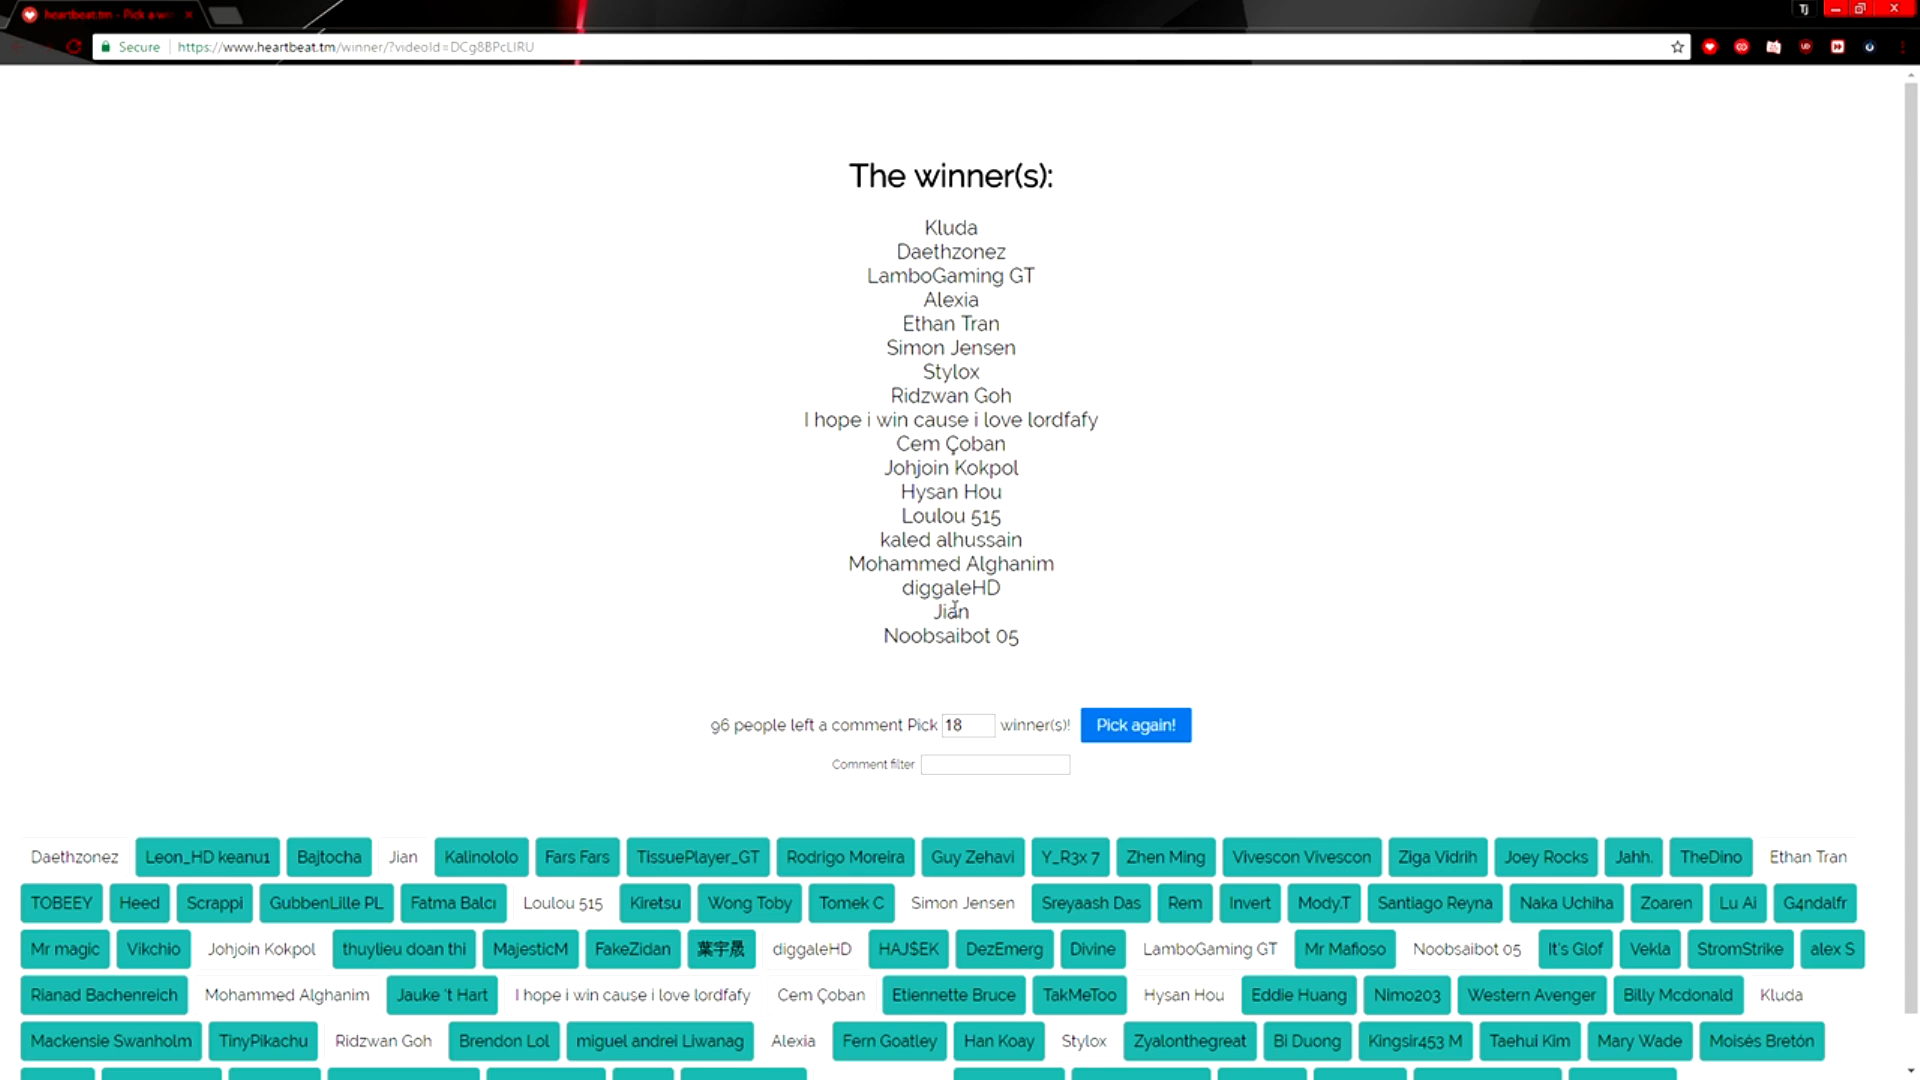 heartbeat.tm - Pick a w
Tj
Secure https://www.heartbeat.tm/winner/?videoId=DCg8BPcLIRU
The winner(s):
Kluda
Daethzonez
LamboGaming GT
Alexia
Ethan Tran
Simon Jensen
Stylox
Ridzwan Goh
I hope i win cause i love lordfafy
Cem Çoban
Johjoin Kokpol
Hysan Hou
Loulou 515
kaled alhussain
Mohammed Alghanim
diggaleHD
Jian
Noobsaibot 05
96 people left a comment Pick 18 winner(s)! Pick again!
Comment filter
Daethzonez Leon_HD keanu1 Bajtocha Jian Kalinololo Fars Fars TissuePlayer_GT Rodrigo Moreira Guy Zehavi Y_R3x 7 Zhen Ming Vivescon Vivescon Ziga Vidrih Joey Rocks Jahh. TheDino Ethan Tran
TOBEEY Heed Scrappi GubbenLille PL Fatma Balcı Loulou 515 Kiretsu Wong Toby Tomek C Simon Jensen Sreyaash Das Rem Invert Mody.T Santiago Reyna Naka Uchiha Zoaren Lu Ai G4ndalfr
Mr magic Vikchio Johjoin Kokpol thuylieu doan thi MajesticM FakeZidan 葉宇晟 diggaleHD HAJ$EK DezEmerg Divine LamboGaming GT Mr Mafioso Noobsaibot 05 It's Glof Vekla StromStrike alex S
Rianad Bachenreich Mohammed Alghanim Jauke 't Hart I hope i win cause i love lordfafy Cem Çoban Etiennette Bruce TakMeToo Hysan Hou Eddie Huang Nimo203 Western Avenger Billy Mcdonald Kluda
Mackensie Swanholm TinyPikachu Ridzwan Goh Brendon Lol miguel andrei Liwanag Alexia Fern Goatley Han Koay Stylox Zyalonthegreat Bi Duong Kingsir453 M Taehui Kim Mary Wade Moisés Bretón